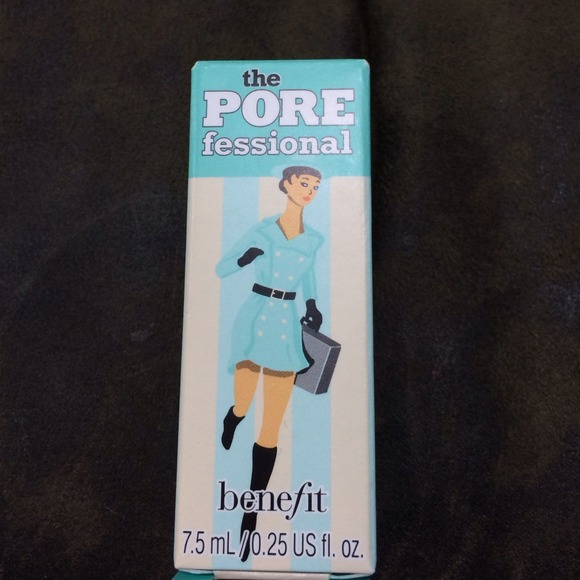 the
PORE
fessional
benefit
7.5 mL/0.25 US fl. oz.